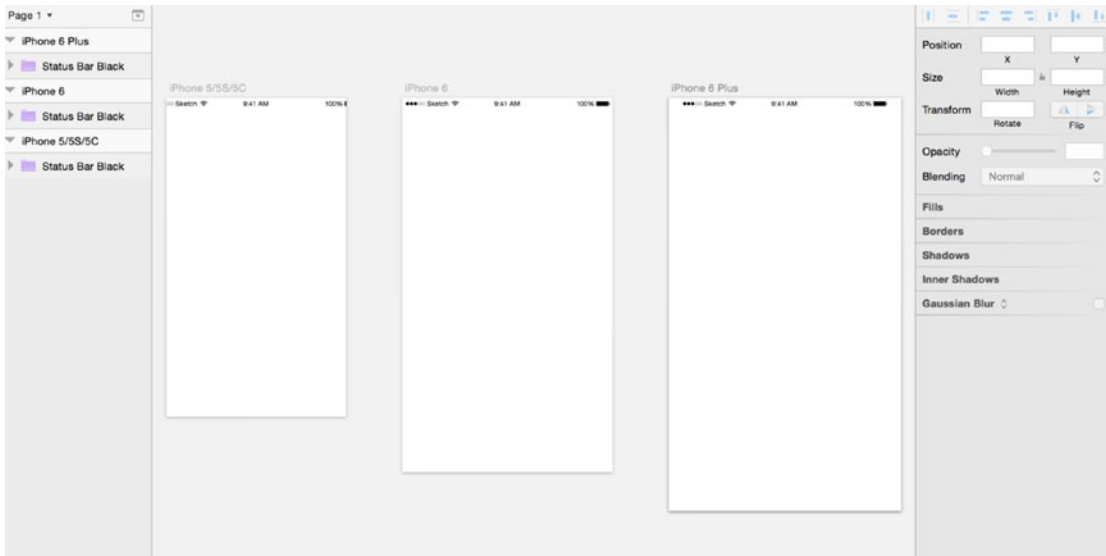 Page 1
iPhone 6 Plus
Status Bar Black
iPhone 6
Status Bar Black
iPhone 5/5S/5C
Status Bar Black
iPhone 5/5S/5C
Sketch 9:41 AM 100%
iPhone 6
Sketch 9:41 AM 100%
iPhone 6 Plus
Sketch 9:41 AM 100%
Position
X Y
Size
Width Height
Transform
Rotate Flip
Opacity
Blending Normal
Fills
Borders
Shadows
Inner Shadows
Gaussian Blur